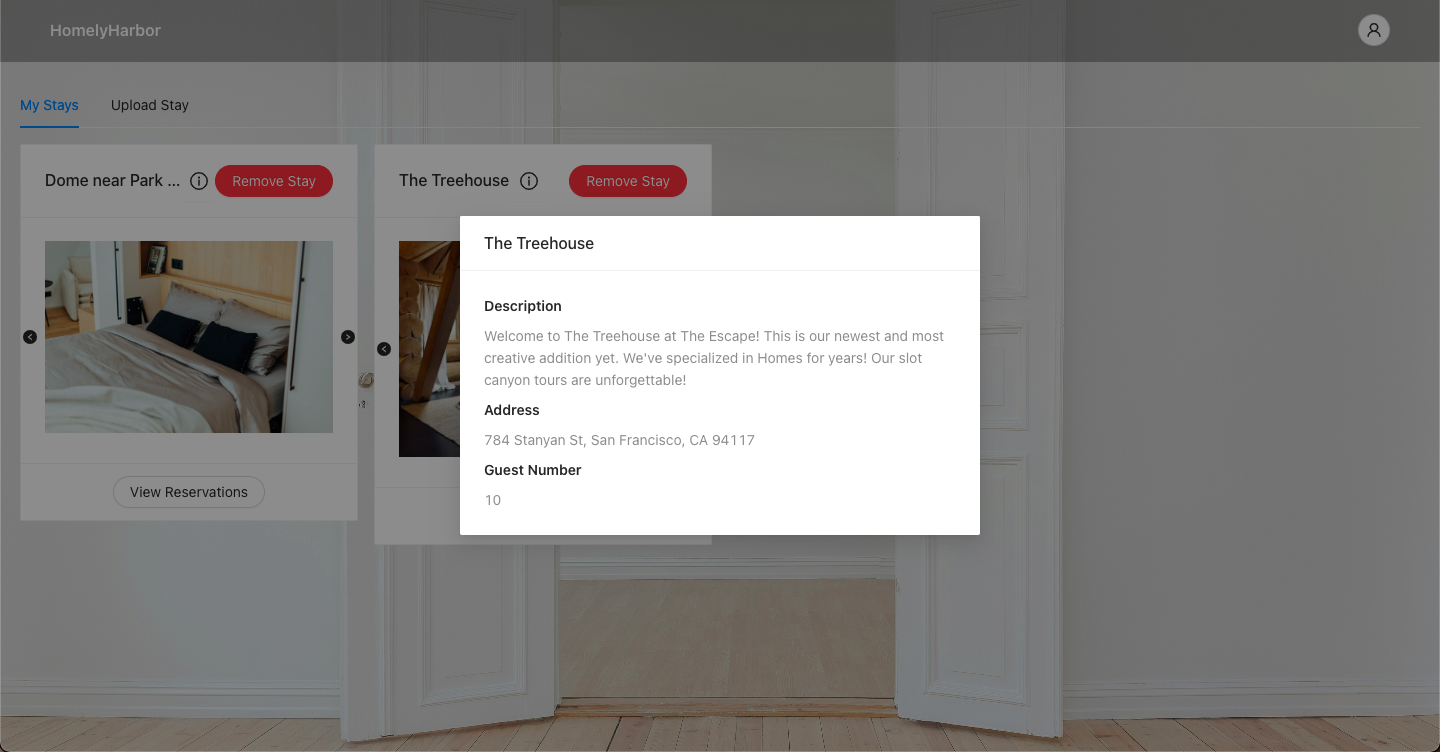 HomelyHarbor
My Stays
Upload Stay
Dome near Park ...
Remove Stay
The Treehouse
Remove Stay
View Reservations
The Treehouse
Description
Welcome to The Treehouse at The Escape! This is our newest and most
creative addition yet. We've specialized in Homes for years! Our slot
canyon tours are unforgettable!
Address
784 Stanyan St, San Francisco, CA 94117
Guest Number
10